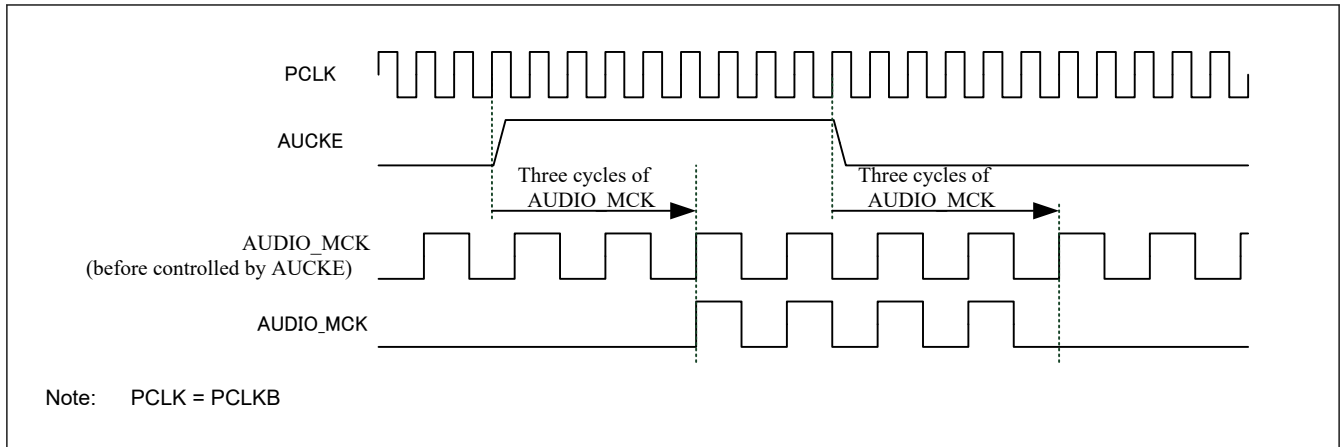 PCLK
AUCKE
Three cycles of
AUDIO_MCK
Three cycles of
AUDIO_MCK
AUDIO_MCK
(before controlled by AUCKE)
AUDIO_MCK
Note: PCLK = PCLKB